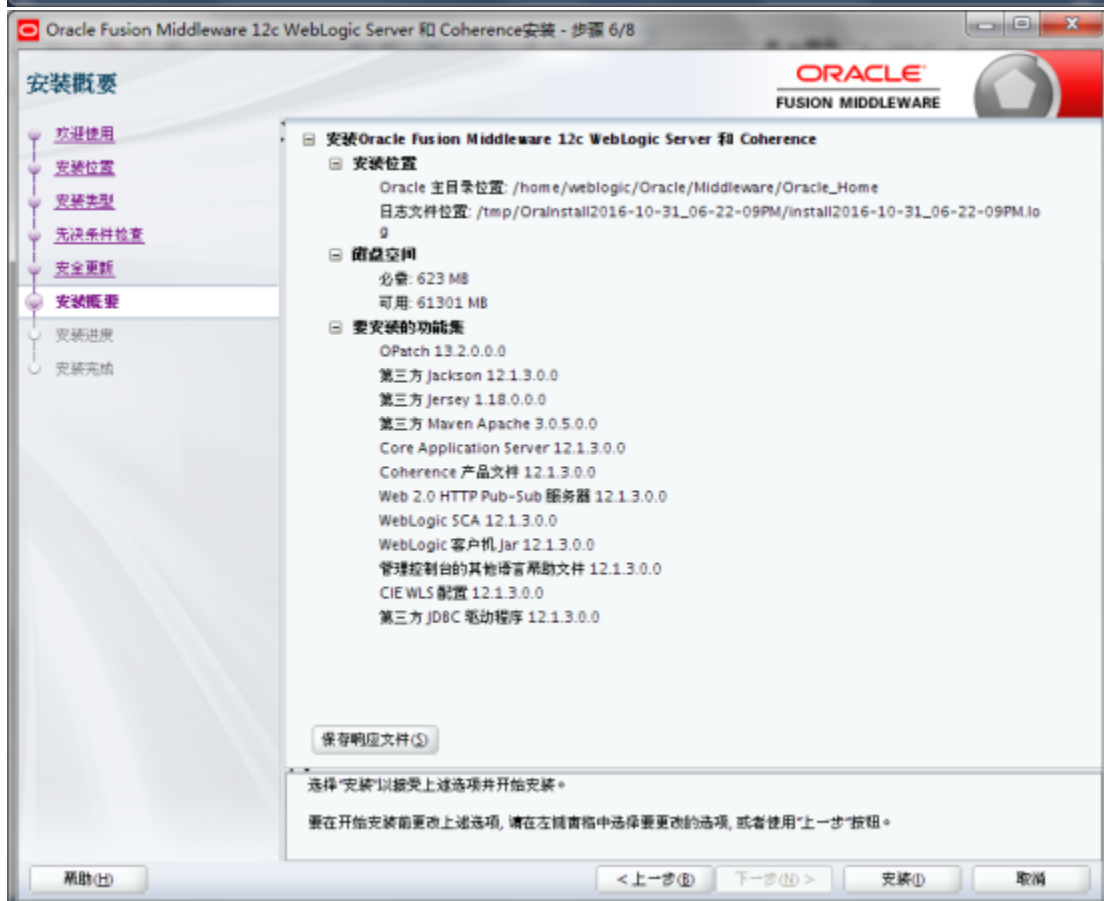 Oracle Fusion Middleware 12c WebLogic Server 和 Coherence安装 - 步骤 6/8
安装概要
ORACLE
FUSION MIDDLEWARE
欢迎使用
安装位置
安装类型
先决条件检查
安全更新
安装概要
安装进度
安装完成
安装Oracle Fusion Middleware 12c WebLogic Server 和 Coherence
安装位置
Oracle 主目录位置: /home/weblogic/Oracle/Middleware/Oracle_Home
日志文件位置: /tmp/OraInstall2016-10-31_06-22-09PM/install2016-10-31_06-22-09PM.lo
g
磁盘空间
必需: 623 MB
可用: 61301 MB
要安装的功能集
OPatch 13.2.0.0.0
第三方 Jackson 12.1.3.0.0
第三方 Jersey 1.18.0.0.0
第三方 Maven Apache 3.0.5.0.0
Core Application Server 12.1.3.0.0
Coherence 产品文件 12.1.3.0.0
Web 2.0 HTTP Pub-Sub 服务器 12.1.3.0.0
WebLogic SCA 12.1.3.0.0
WebLogic 客户机 Jar 12.1.3.0.0
管理控制台的其他语言帮助文件 12.1.3.0.0
CIE WLS 配置 12.1.3.0.0
第三方 JDBC 驱动程序 12.1.3.0.0
保存响应文件(S)
选择"安装"以接受上述选项并开始安装。
要在开始安装前更改上述选项, 请在左侧窗格中选择要更改的选项, 或者使用"上一步"按钮。
帮助(H)
< 上一步(B)
下一步(N) >
安装(I)
取消